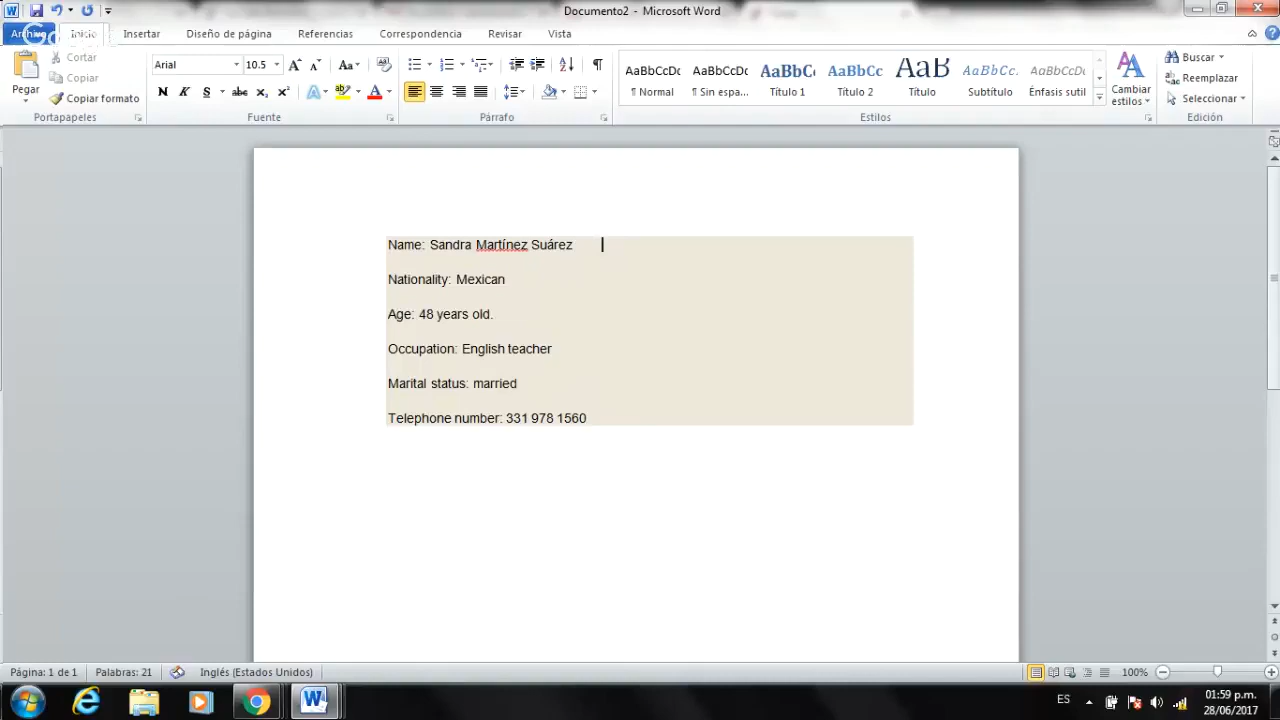 Documento2 - Microsoft Word
Inicio Insertar Diseño de página Referencias Correspondencia Revisar Vista
Pegar
Cortar
Copiar
Copiar formato
Portapapeles
Arial 10.5
Fuente
Párrafo
AaBbCcDc AaBbCcDc AaBbC AaBbCc AaB AaBbCc. AaBbCcDc
¶ Normal ¶ Sin espa... Título 1 Título 2 Título Subtítulo Énfasis sutil
Cambiar estilos
Estilos
Buscar
Reemplazar
Seleccionar
Edición
Name: Sandra Martínez Suárez
Nationality: Mexican
Age: 48 years old.
Occupation: English teacher
Marital status: married
Telephone number: 331 978 1560
Página: 1 de 1 Palabras: 21 Inglés (Estados Unidos) 100%
ES 01:59 p.m.
28/06/2017